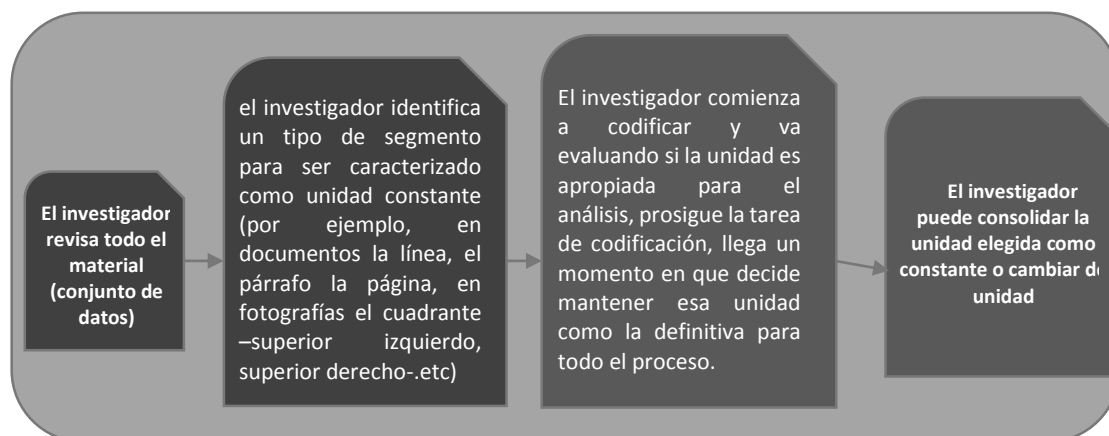 El investigador
revisa todo el
material
(conjunto de
datos)
el investigador identifica
un tipo de segmento
para ser caracterizado
como unidad constante
(por ejemplo, en
documentos la línea, el
párrafo la página, en
fotografías el cuadrante
–superior izquierdo,
superior derecho-.etc)
El investigador comienza
a codificar y va
evaluando si la unidad es
apropiada para el
análisis, prosigue la tarea
de codificación, llega un
momento en que decide
mantener esa unidad
como la definitiva para
todo el proceso.
El investigador
puede consolidar la
unidad elegida como
constante o cambiar de
unidad